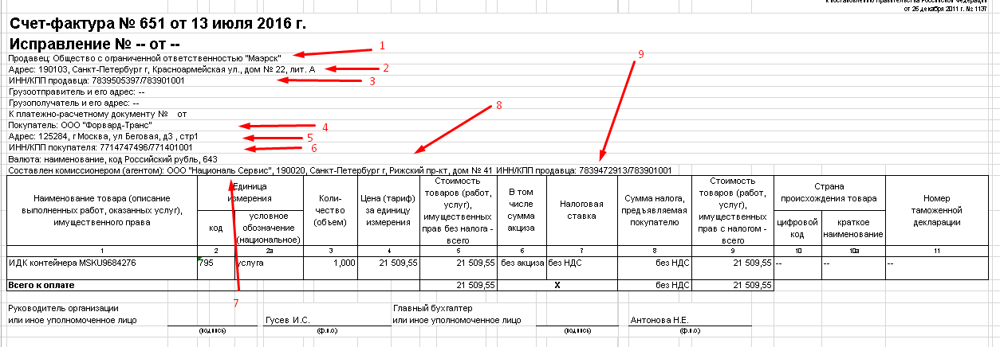 к постановлению Правительства Российской Федерации
от 26 декабря 2011 г. № 1137
Счет-фактура № 651 от 13 июля 2016 г.
Исправление № -- от --
1
9
Продавец: Общество с ограниченной ответственностью "Маэрск"
Адрес: 190103, Санкт-Петербург г, Красноармейская ул., дом № 22, лит. А
2
ИНН/КПП продавца: 7839505397/783901001
3
Грузоотправитель и его адрес: --
Грузополучатель и его адрес: --
8
К платежно-расчетному документу № от
Покупатель: ООО "Форвард-Транс"
4
Адрес: 125284, г Москва, ул Беговая, д3 , стр1
5
ИНН/КПП покупателя: 7714747496/771401001
6
Валюта: наименование, код Российский рубль, 643
Составлен комиссионером (агентом): ООО "Националь Сервис", 190020, Санкт-Петербург г, Рижский пр-кт, дом № 41 ИНН/КПП продавца: 7839472913/783901001
Наименование товара (описание выполненных работ, оказанных услуг), имущественного права
Единица измерения
код
условное обозначение (национальное)
Коли-чество (объем)
Цена (тариф) за единицу измерения
Стоимость товаров (работ, услуг), имущественных прав без налога - всего
В том числе сумма акциза
Налоговая ставка
Сумма налога, предъявляемая покупателю
Стоимость товаров (работ, услуг), имущественных прав с налогом - всего
Страна происхождения товара
цифровой код
краткое наименование
Номер таможенной декларации
1 2 2а 3 4 5 6 7 8 9 10 10а 11
ИДК контейнера MSKU9684276 795 услуга 1,000 21 509,55 21 509,55 без акциза без НДС без НДС 21 509,55 -- -- --
Всего к оплате 21 509,55 Х без НДС 21 509,55
7
Руководитель организации
или иное уполномоченное лицо
Гусев И.С.
(подпись) (ф.и.о.)
Главный бухгалтер
или иное уполномоченное лицо
Антонова Н.Е.
(подпись) (ф.и.о.)